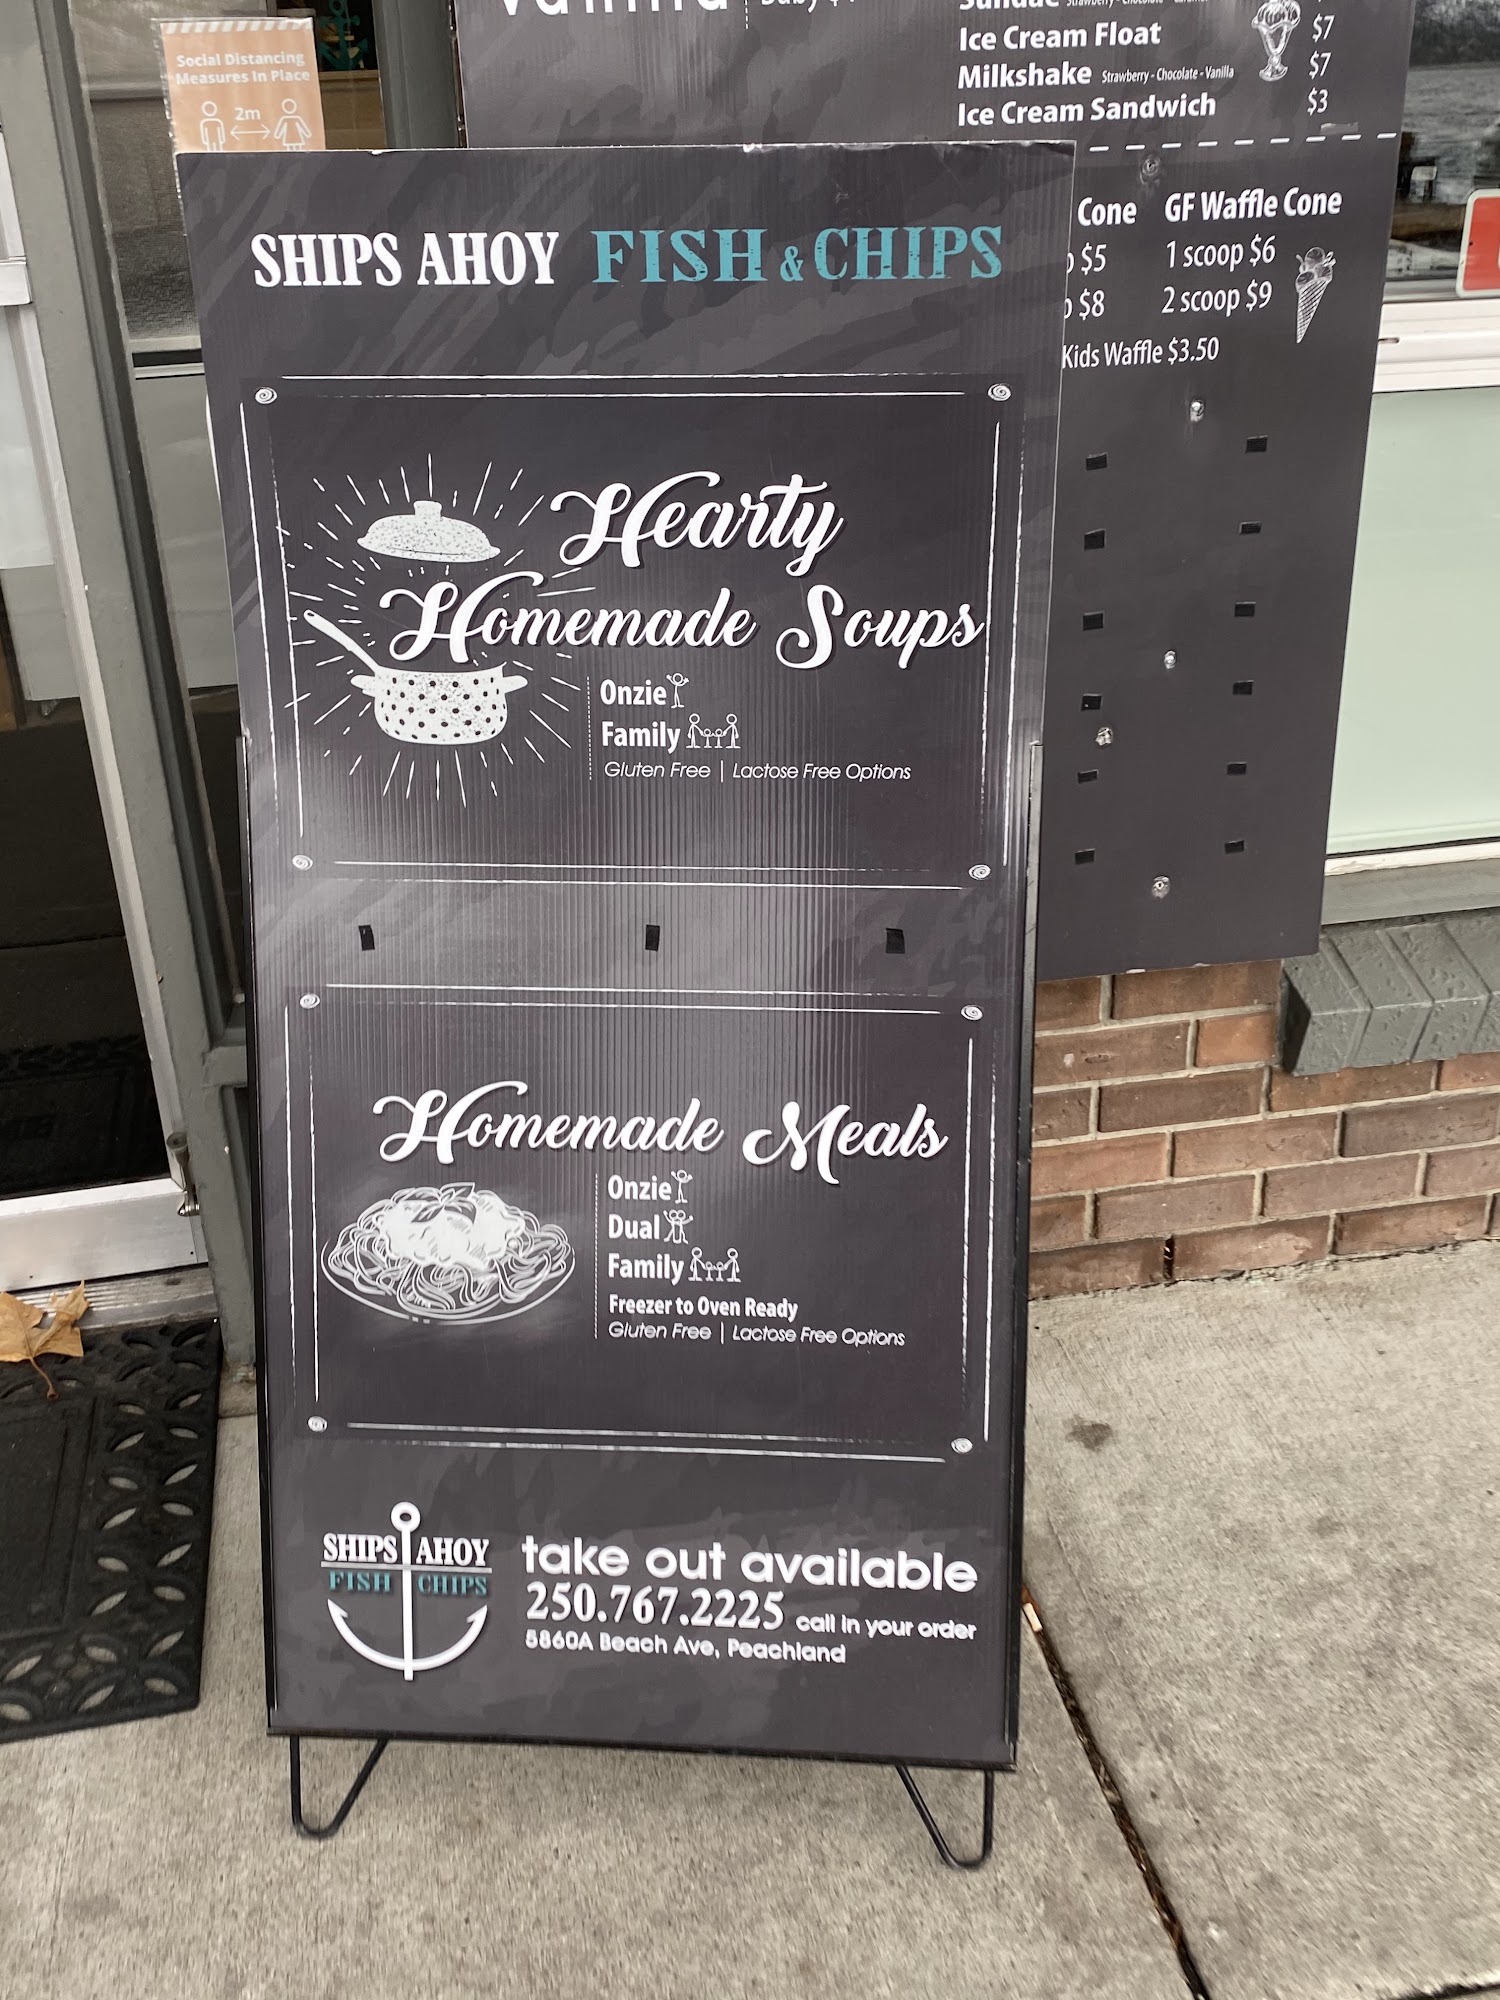 Social Distancing
Measures In Place
2m
Ice Cream Float $7
Milkshake Strawberry - Chocolate - Vanilla $7
Ice Cream Sandwich $3
Cone GF Waffle Cone
$5 1 scoop $6
$8 2 scoop $9
Kids Waffle $3.50
SHIPS AHOY FISH & CHIPS
Hearty
Homemade Soups
Onzie
Family
Gluten Free | Lactose Free Options
Homemade Meals
Onzie
Dual
Family
Freezer to Oven Ready
Gluten Free | Lactose Free Options
SHIPS AHOY
FISH CHIPS
take out available
250.767.2225 call in your order
5860A Beach Ave, Peachland